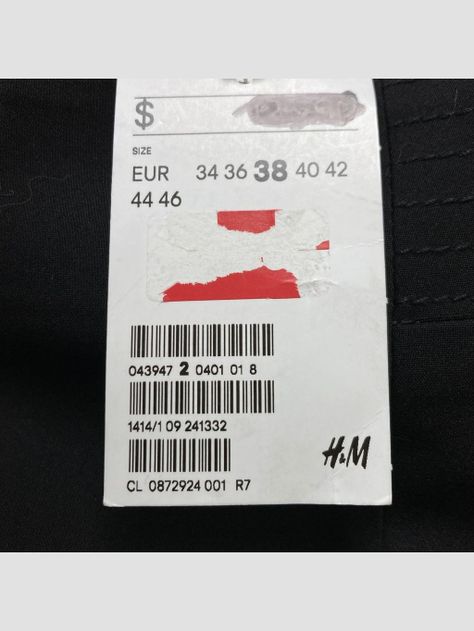 $
SIZE
EUR 34 36 38 40 42
44 46
043947 2 0401 01 8
1414/1 09 241332
H&M
CL 0872924 001 R7